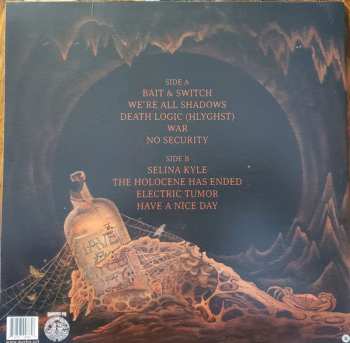 SIDE A
BAIT & SWITCH
WE'RE ALL SHADOWS
DEATH LOGIC (HLYGHST)
WAR
NO SECURITY
SIDE B
SELINA KYLE
THE HOLOCENE HAS ENDED
ELECTRIC TUMOR
HAVE A NICE DAY